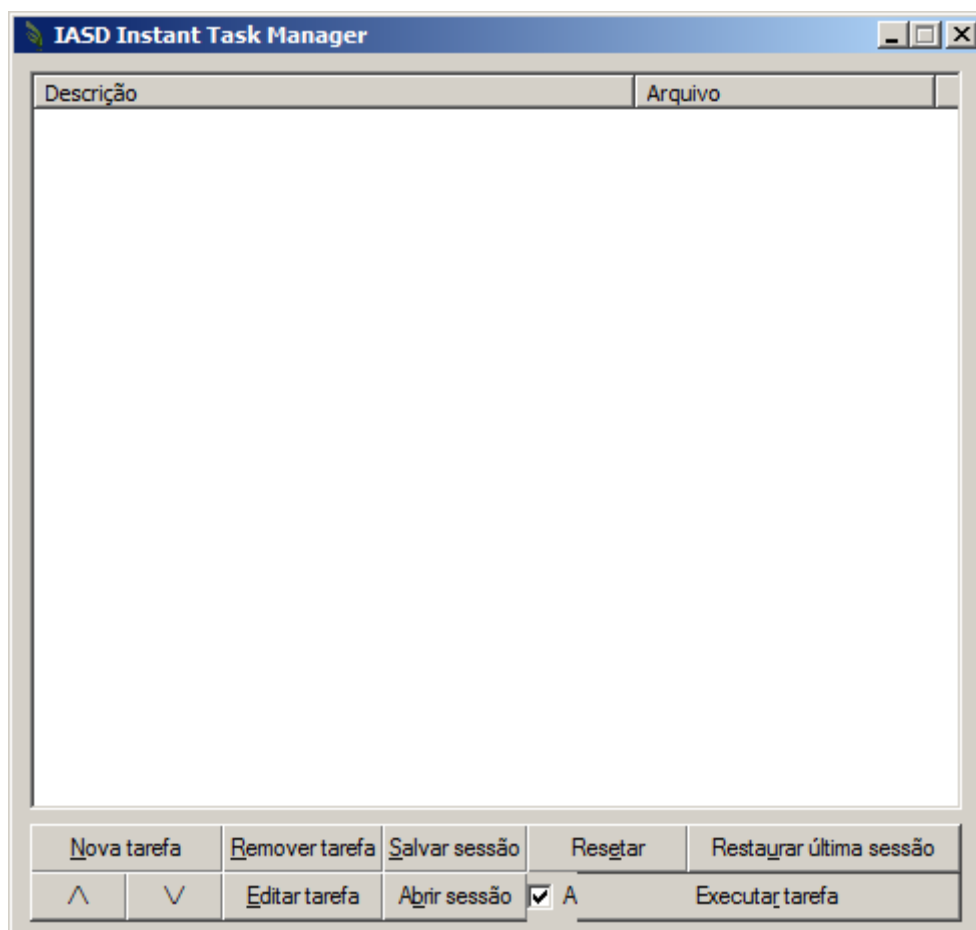 IASD Instant Task Manager
Descrição Arquivo
Nova tarefa Remover tarefa Salvar sessão Resetar Restaurar última sessão
Editar tarefa Abrir sessão A Executar tarefa